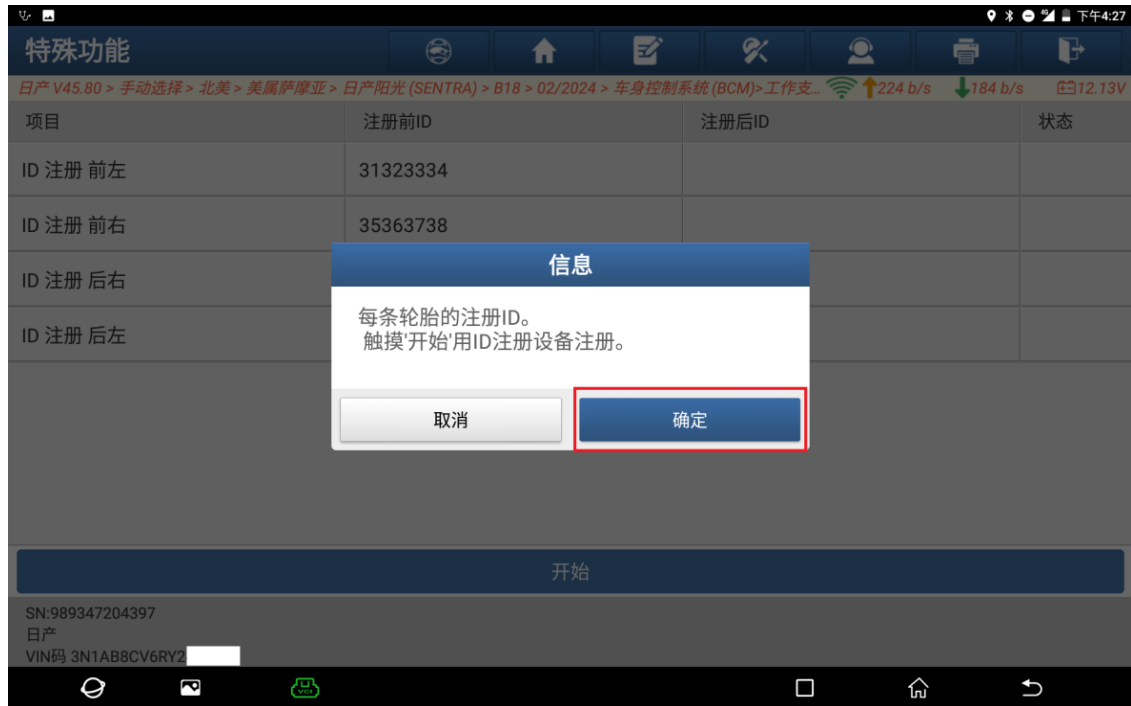 下午4:27
特殊功能
日产 V45.80 > 手动选择 > 北美 > 美属萨摩亚 > 日产阳光 (SENTRA) > B18 > 02/2024 > 车身控制系统 (BCM)>工作支... 224 b/s 184 b/s 12.13V
项目 注册前ID 注册后ID 状态
ID 注册 前左 31323334
ID 注册 前右 35363738
ID 注册 后右
ID 注册 后左
信息
每条轮胎的注册ID。
触摸'开始'用ID注册设备注册。
取消 确定
开始
SN:989347204397
日产
VIN码 3N1AB8CV6RY2
VCI